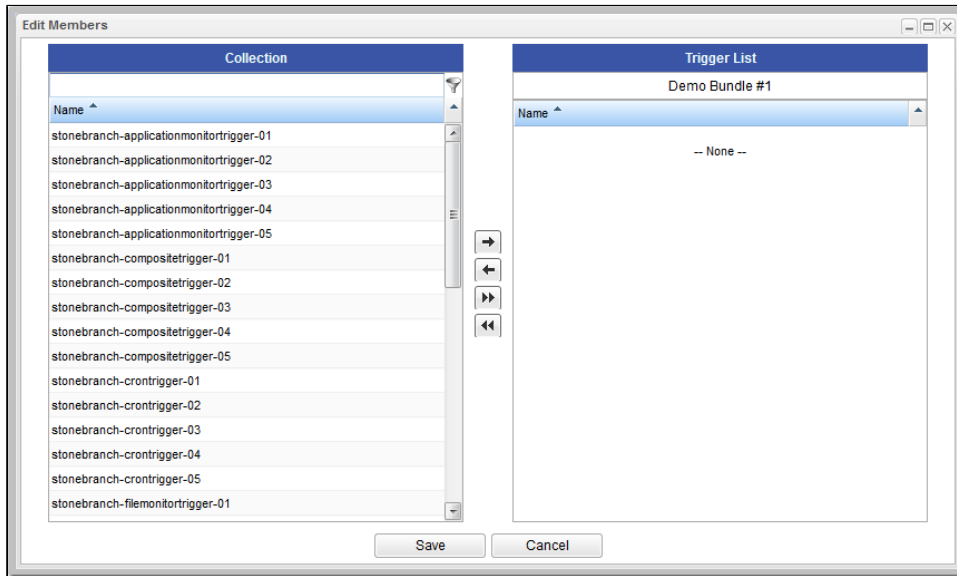 Edit Members
Collection
Trigger List
Demo Bundle #1
Name
Name
-- None --
stonebranch-applicationmonitortrigger-01
stonebranch-applicationmonitortrigger-02
stonebranch-applicationmonitortrigger-03
stonebranch-applicationmonitortrigger-04
stonebranch-applicationmonitortrigger-05
stonebranch-compositetrigger-01
stonebranch-compositetrigger-02
stonebranch-compositetrigger-03
stonebranch-compositetrigger-04
stonebranch-compositetrigger-05
stonebranch-crontrigger-01
stonebranch-crontrigger-02
stonebranch-crontrigger-03
stonebranch-crontrigger-04
stonebranch-crontrigger-05
stonebranch-filemonitortrigger-01
Save
Cancel